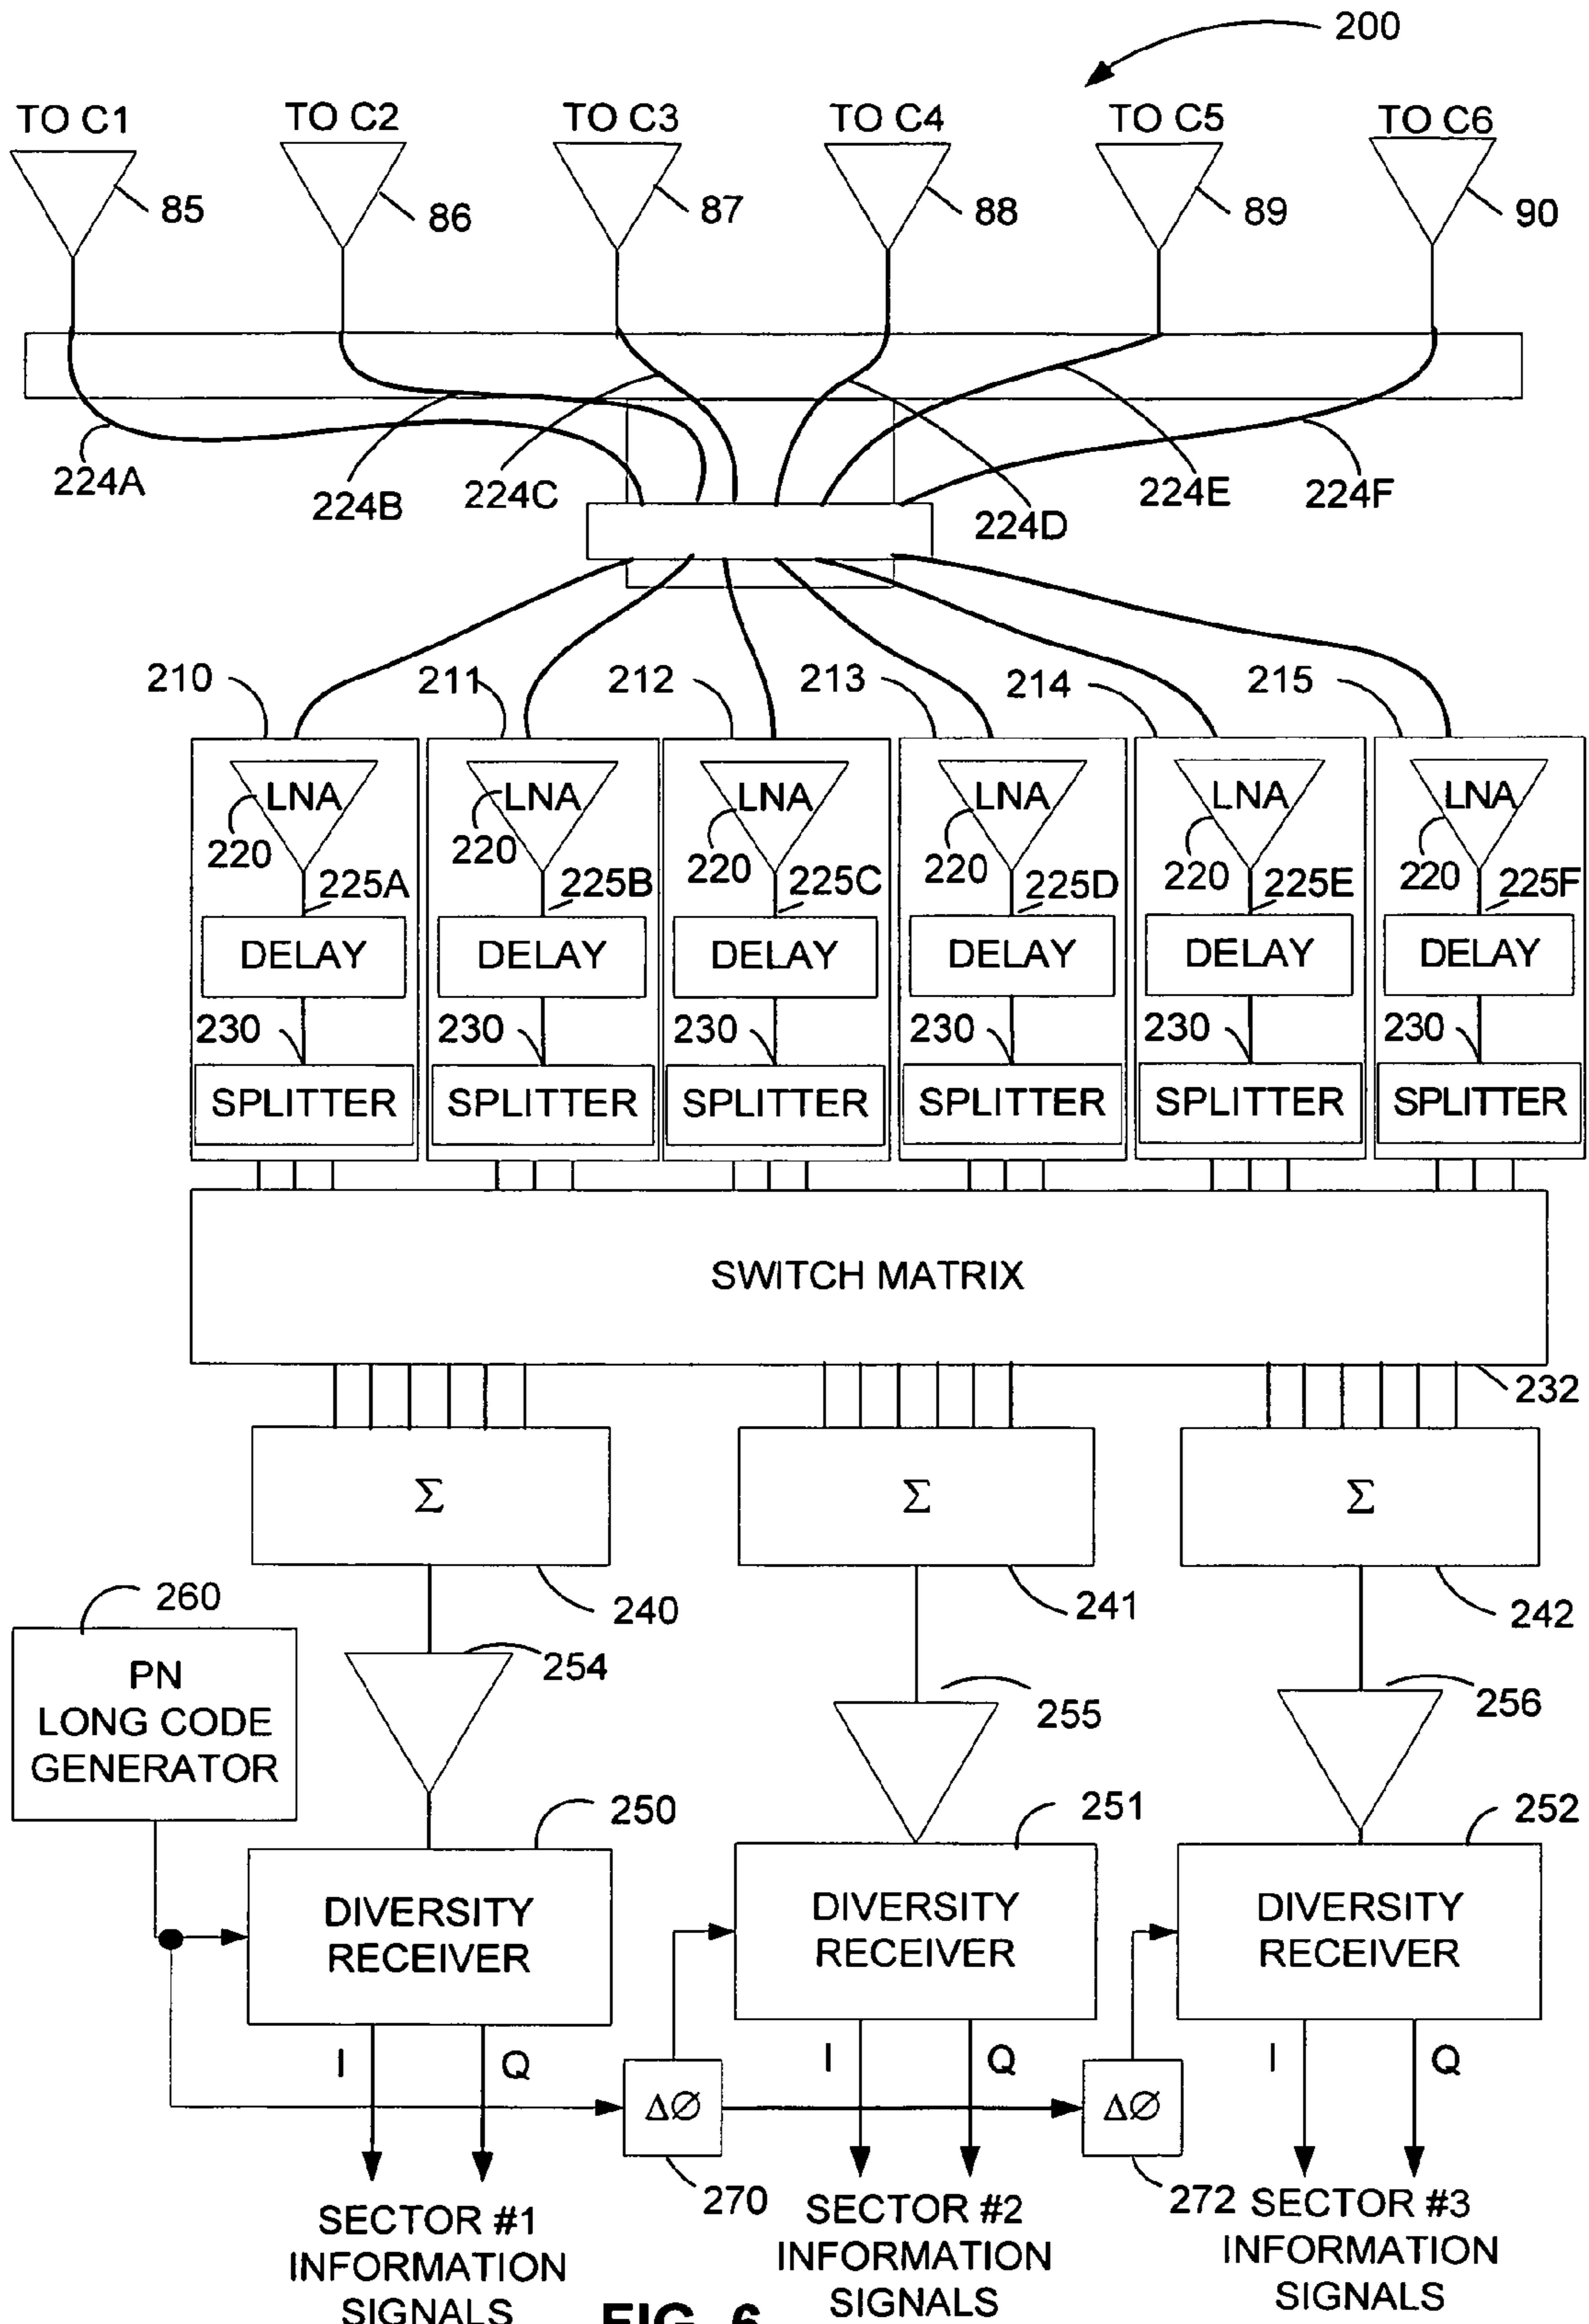 200
TO C1 TO C2 TO C3 TO C4 TO C5 TO C6
85 86 87 88 89 90
224A 224B 224C 224D 224E 224F
210 211 212 213 214 215
LNA LNA LNA LNA LNA LNA
220 220 220 220 220 220
225A 225B 225C 225D 225E 225F
DELAY DELAY DELAY DELAY DELAY DELAY
230 230 230 230 230 230
SPLITTER SPLITTER SPLITTER SPLITTER SPLITTER SPLITTER
SWITCH MATRIX
232
Σ Σ Σ
240 241 242
260
PN
LONG CODE
GENERATOR
254 255 256
250 251 252
DIVERSITY
RECEIVER
DIVERSITY
RECEIVER
DIVERSITY
RECEIVER
I Q I Q I Q
ΔØ ΔØ
270 272
SECTOR #1
INFORMATION
SIGNALS
SECTOR #2
INFORMATION
SIGNALS
SECTOR #3
INFORMATION
SIGNALS
FIG. 6